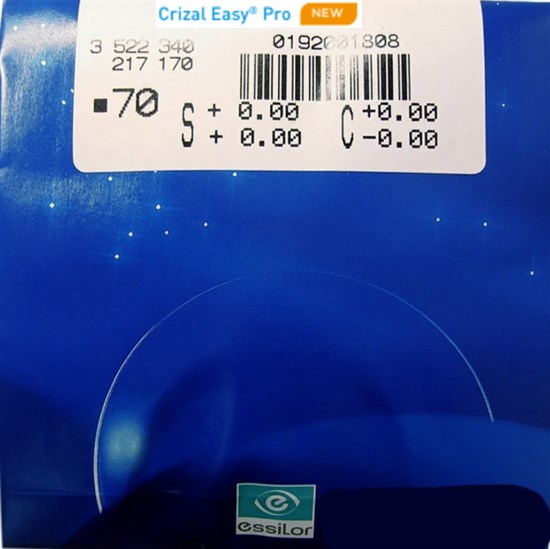 Crizal Easy® Pro NEW
3 522 340 0192001808
217 170
■70 S + 0.00 C +0.00
+ 0.00 -0.00
essilor